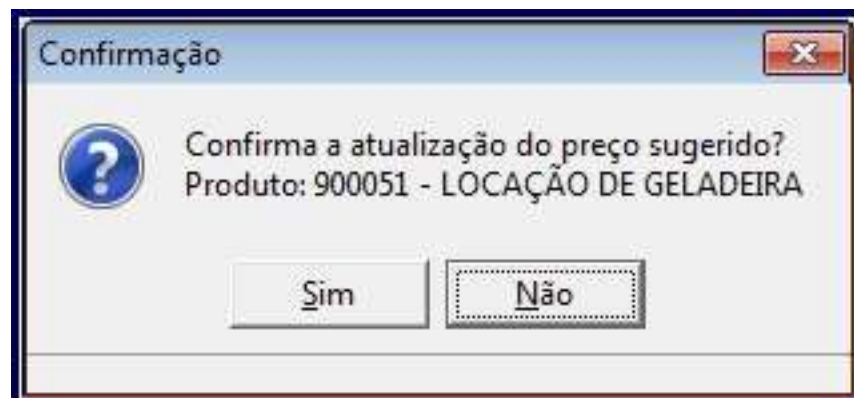 Confirmação
Confirma a atualização do preço sugerido?
Produto: 900051 - LOCAÇÃO DE GELADEIRA
Sim
Não